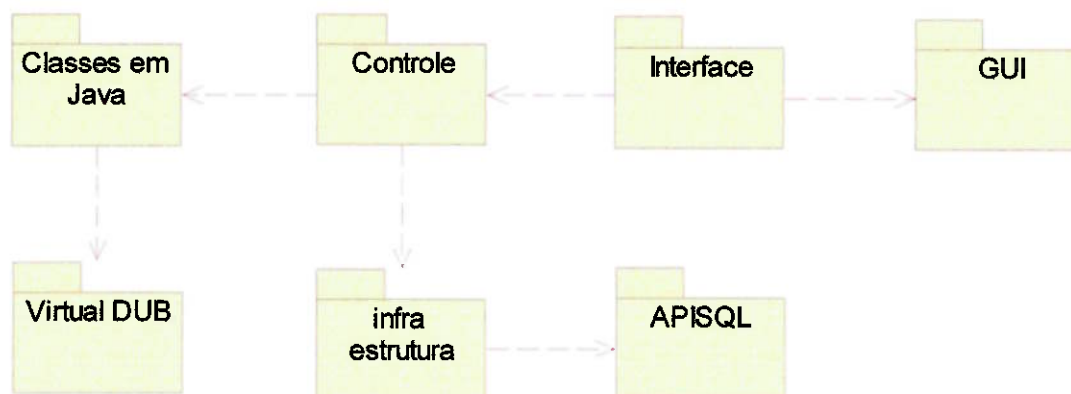 Classes em
Java
Controle
Interface
GUI
Virtual DUB
infra
estrutura
APISQL